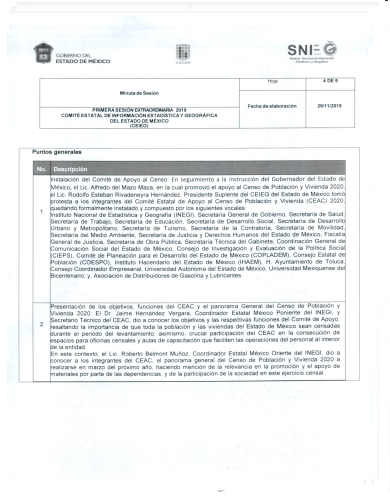 GOBIERNO DEL
ESTADO DE MÉXICO
SNIEG
Hoja
4 DE 6
Minuta de Sesión
Fecha de elaboración
29/11/2019
PRIMERA SESIÓN EXTRAORDINARIA 2019
COMITÉ ESTATAL DE INFORMACIÓN ESTADÍSTICA Y GEOGRÁFICA
DEL ESTADO DE MÉXICO
(CEIEG)
Puntos generales
No. Descripción
Instalación del Comité de Apoyo al Censo: En seguimiento a la instrucción del Gobernador del Estado de
México, el Lic. Alfredo del Mazo Maza, en la cual promovió el apoyo al Censo de Población y Vivienda 2020,
el Lic. Rodolfo Esteban Rivadeneyra Hernández, Presidente Suplente del CEIEG del Estado de México tomó
protesta a los integrantes del Comité Estatal de Apoyo al Censo de Población y Vivienda (CEAC) 2020,
quedando formalmente instalado y compuesto por los siguientes vocales:
1
Instituto Nacional de Estadística y Geografía (INEGI), Secretaría General de Gobierno, Secretaría de Salud,
Secretaría de Trabajo, Secretaría de Educación, Secretaría de Desarrollo Social, Secretaría de Desarrollo
Urbano y Metropolitano, Secretaría de Turismo, Secretaría de la Contraloría, Secretaría de Movilidad,
Secretaría del Medio Ambiente, Secretaría de Justicia y Derechos Humanos del Estado de México, Fiscalía
General de Justicia, Secretaría de Obra Pública, Secretaría Técnica del Gabinete, Coordinación General de
Comunicación Social del Estado de México, Consejo de Investigación y Evaluación de la Política Social
(CIEPS), Comité de Planeación para el Desarrollo del Estado de México (COPLADEM), Consejo Estatal de
Población (COESPO), Instituto Hacendario del Estado de México (IHAEM), H. Ayuntamiento de Toluca,
Consejo Coordinador Empresarial, Universidad Autónoma del Estado de México, Universidad Mexiquense del
Bicentenario; y, Asociación de Distribuidores de Gasolina y Lubricantes.
Presentación de los objetivos, funciones del CEAC y el panorama General del Censo de Población y
Vivienda 2020: El Dr. Jaime Hernández Vergara, Coordinador Estatal México Poniente del INEGI, y
Secretario Técnico del CEAC, dio a conocer los objetivos y las respectivas funciones del Comité de Apoyo,
resaltando la importancia de que toda la población y las viviendas del Estado de México sean censadas
2
durante el periodo del levantamiento; asimismo, crucial participación del CEAC en la consecución de
espacios para oficinas censales y aulas de capacitación que faciliten las operaciones del personal al interior
de la entidad.
En este contexto, el Lic. Roberto Belmont Muñoz, Coordinador Estatal México Oriente del INEGI, dio a
conocer a los integrantes del CEAC, el panorama general del Censo de Población y Vivienda 2020 a
realizarse en marzo del próximo año, haciendo mención de la relevancia en la promoción y el apoyo de
materiales por parte de las dependencias, y de la participación de la sociedad en este ejercicio censal.